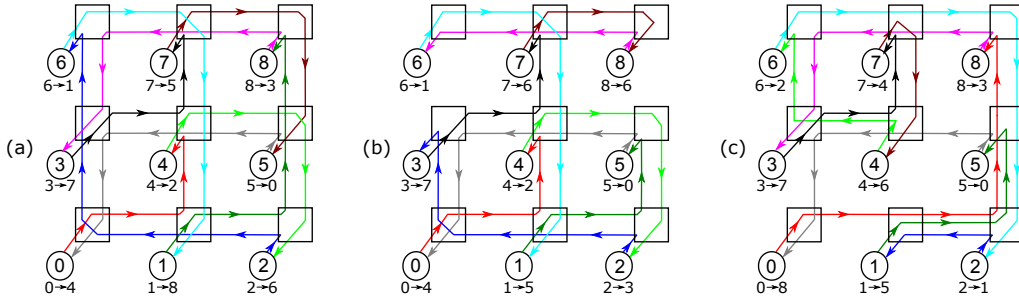 6 7 8
6→1 7→5 8→3
(a) 3 4 5
3→7 4→2 5→0
0 1 2
0→4 1→8 2→6
6 7 8
6→1 7→6 8→6
(b) 3 4 5
3→7 4→2 5→0
0 1 2
0→4 1→5 2→3
6 7 8
6→2 7→4 8→3
(c) 3 4 5
3→7 4→6 5→0
0 1 2
0→8 1→5 2→1